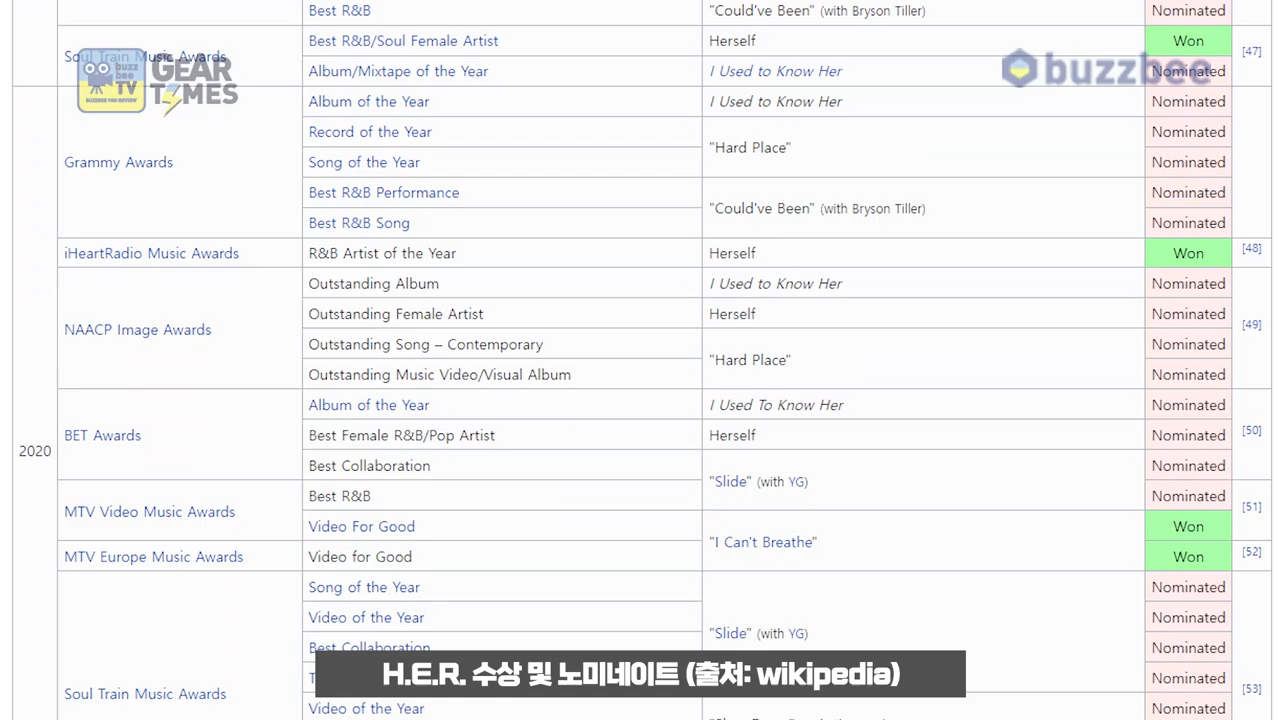 Best R&B "Could've Been" (with Bryson Tiller) Nominated
Soul Train Music Awards Best R&B/Soul Female Artist Herself Won [47]
Album/Mixtape of the Year I Used to Know Her Nominated
buzz bee TV
BUZZBEE FUN REVIEW
GEAR TIMES
buzzbee
2020
Grammy Awards Album of the Year I Used to Know Her Nominated [48]
Record of the Year "Hard Place" Nominated
Song of the Year Nominated
Best R&B Performance "Could've Been" (with Bryson Tiller) Nominated
Best R&B Song Nominated
iHeartRadio Music Awards R&B Artist of the Year Herself Won
NAACP Image Awards Outstanding Album I Used to Know Her Nominated [49]
Outstanding Female Artist Herself Nominated
Outstanding Song – Contemporary "Hard Place" Nominated
Outstanding Music Video/Visual Album Nominated
BET Awards Album of the Year I Used To Know Her Nominated [50]
Best Female R&B/Pop Artist Herself Nominated
Best Collaboration "Slide" (with YG) Nominated
MTV Video Music Awards Best R&B Nominated [51]
Video For Good "I Can't Breathe" Won
MTV Europe Music Awards Video for Good Won [52]
Soul Train Music Awards Song of the Year "Slide" (with YG) Nominated [53]
Video of the Year Nominated
Best Collaboration Nominated
Nominated
Video of the Year Nominated
H.E.R. 수상 및 노미네이트 (출처: wikipedia)